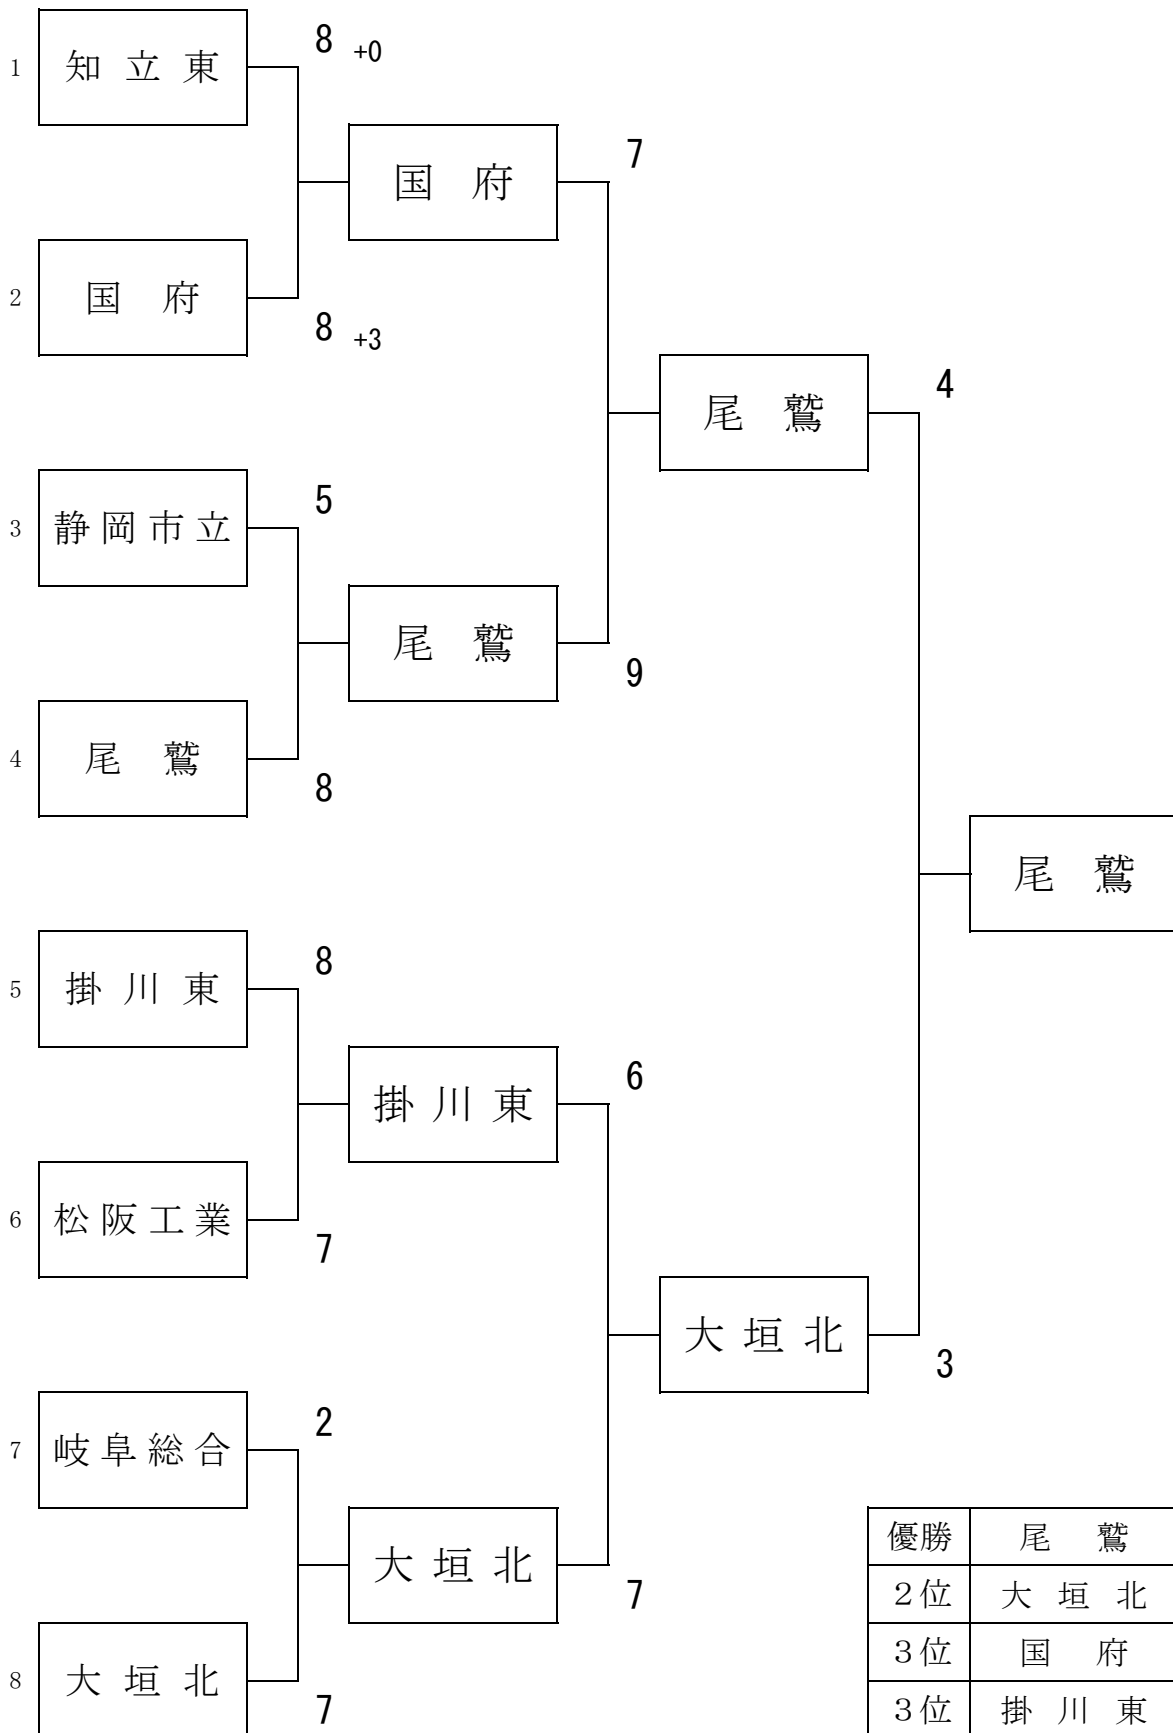 8 +0
1 知立東
7
国府
2 国府
8 +3
4
尾鷲
5
3 静岡市立
尾鷲
9
4 尾鷲
8
尾鷲
8
5 掛川東
6
掛川東
6 松阪工業
7
大垣北
3
2
7 岐阜総合
優勝 尾鷲
大垣北
7
2位 大垣北
3位 国府
8 大垣北
7
3位 掛川東